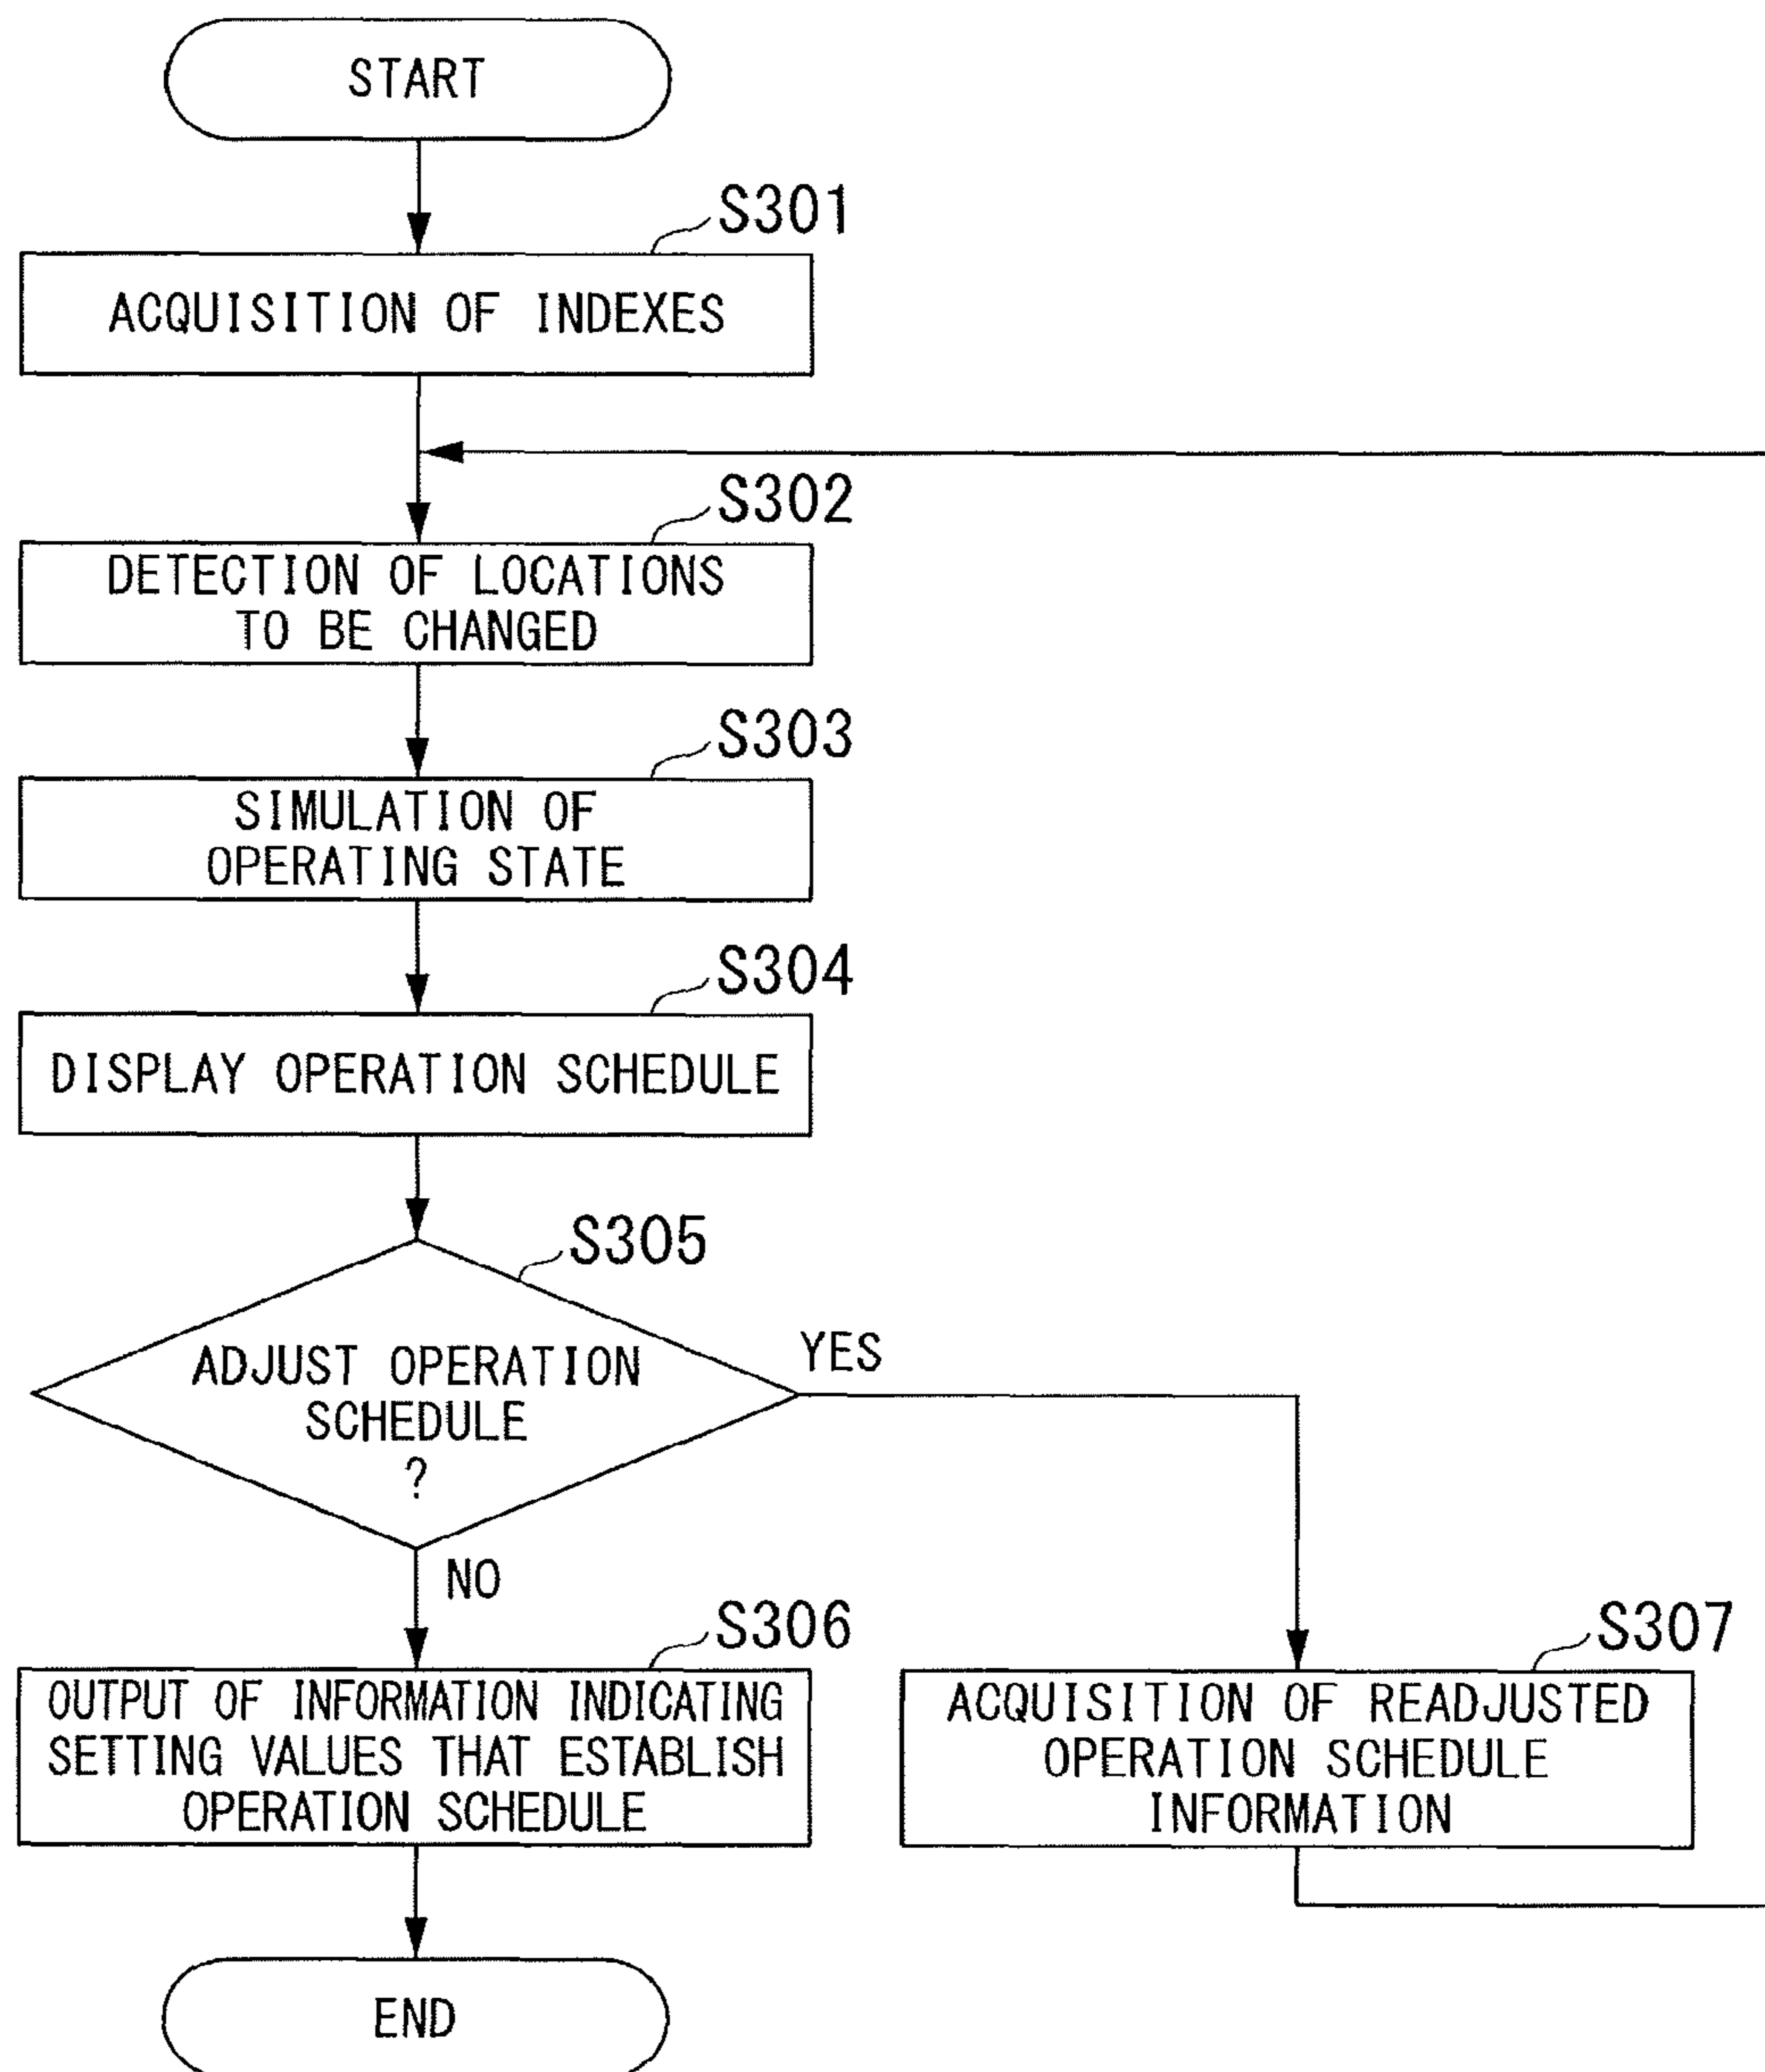 START
S301
ACQUISITION OF INDEXES
S302
DETECTION OF LOCATIONS
TO BE CHANGED
S303
SIMULATION OF
OPERATING STATE
S304
DISPLAY OPERATION SCHEDULE
S305
ADJUST OPERATION
SCHEDULE
?
YES
NO
S306
OUTPUT OF INFORMATION INDICATING
SETTING VALUES THAT ESTABLISH
OPERATION SCHEDULE
S307
ACQUISITION OF READJUSTED
OPERATION SCHEDULE
INFORMATION
END